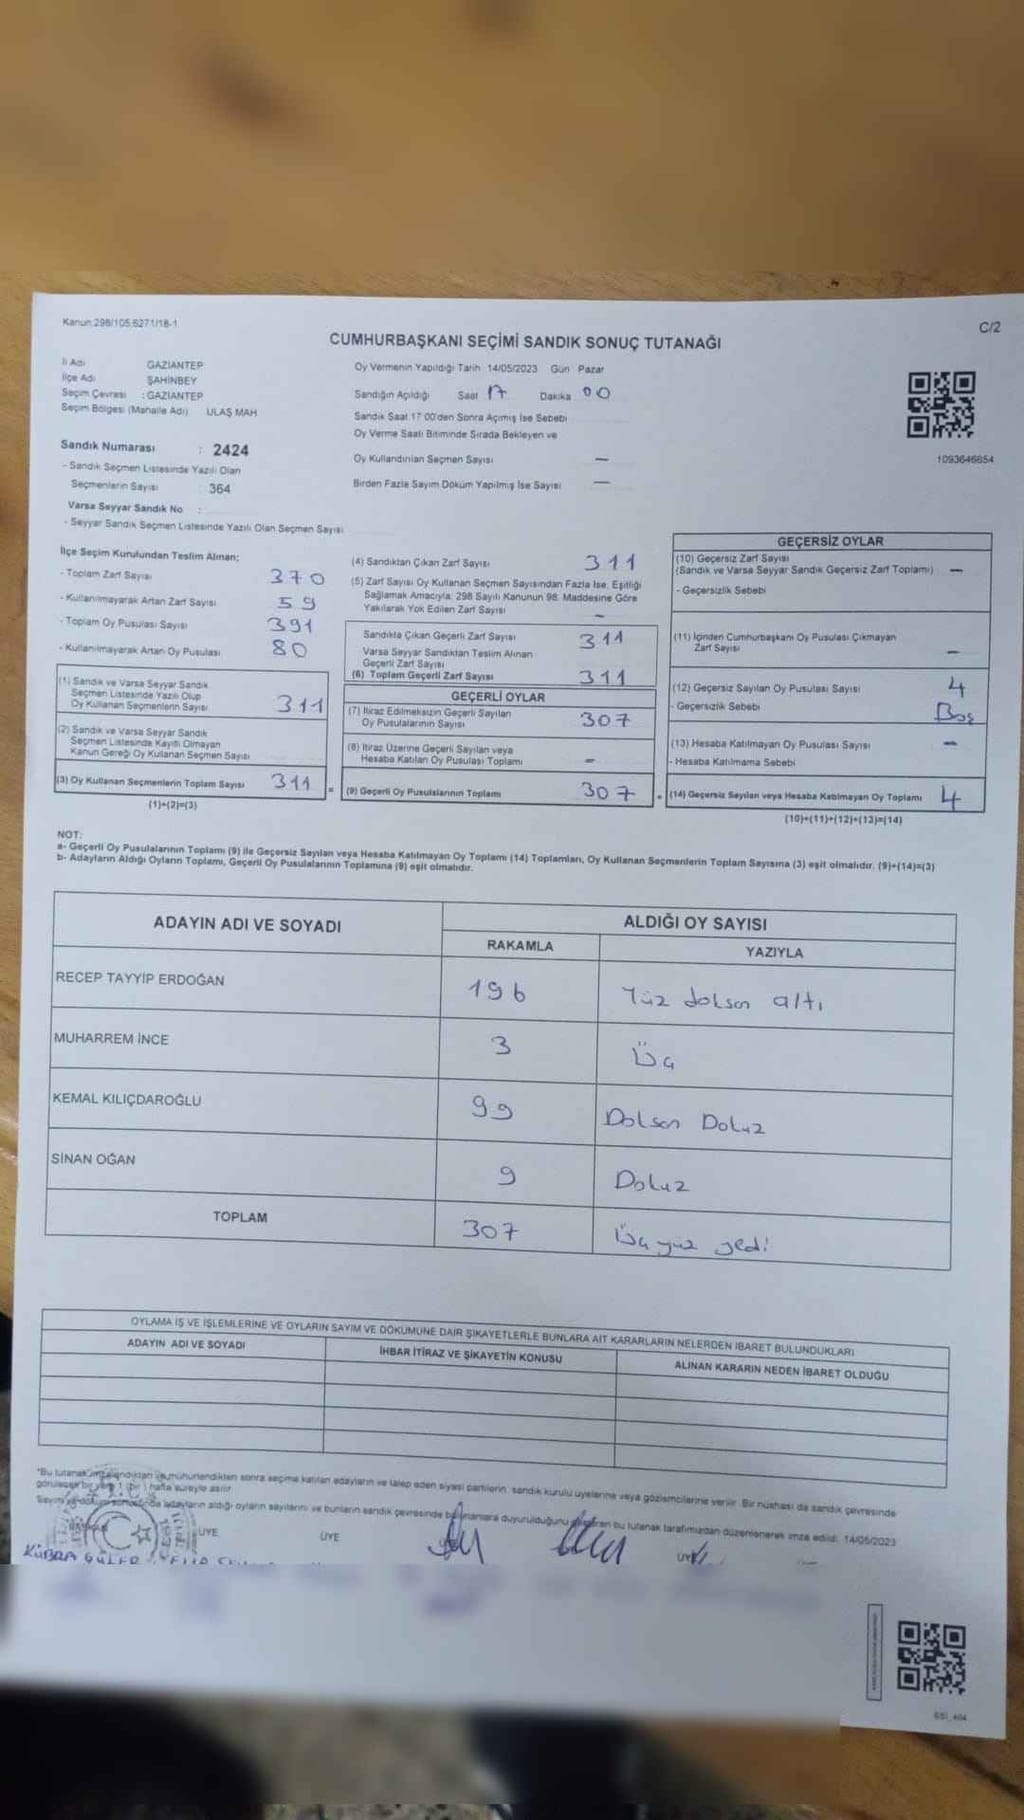 Kanun:298/105 6271/18-1
C/2
CUMHURBAŞKANI SEÇİMİ SANDIK SONUÇ TUTANAĞI
İl Adı GAZİANTEP
İlçe Adı ŞAHİNBEY
Seçim Çevresi : GAZİANTEP
Seçim Bölgesi (Mahalle Adı) ULAŞ MAH
Oy Vermenin Yapıldığı Tarih 14/05/2023 Gün Pazar
Sandığın Açıldığı Saat 17 Dakika 00
Sandık Saat 17 00'den Sonra Açımış İse Sebebi
Oy Verme Saati Bitiminde Sırada Bekleyen ve
Oy Kullandırılan Seçmen Sayısı —
Birden Fazla Sayım Döküm Yapılmış İse Sayısı —
1093646854
Sandık Numarası : 2424
- Sandık Seçmen Listesinde Yazılı Olan
Seçmenlerin Sayısı 364
Varsa Seyyar Sandık No :
- Seyyar Sandık Seçmen Listesinde Yazılı Olan Seçmen Sayısı
İlçe Seçim Kurulundan Teslim Alınan;
- Toplam Zarf Sayısı 370
- Kullanılmayarak Artan Zarf Sayısı 59
- Toplam Oy Pusulası Sayısı 391
- Kullanılmayarak Artan Oy Pusulası 80
(1) Sandık ve Varsa Seyyar Sandık
Seçmen Listesinde Yazılı Olup
Oy Kullanan Seçmenlerin Sayısı 311
(2) Sandık ve Varsa Seyyar Sandık
Seçmen Listesinde Kayıtlı Olmayan
Kanun Gereği Oy Kullanan Seçmen Sayısı
(3) Oy Kullanan Seçmenlerin Toplam Sayısı 311
(1)+(2)=(3)
(4) Sandıktan Çıkan Zarf Sayısı 311
(5) Zarf Sayısı Oy Kullanan Seçmen Sayısından Fazla İse, Eşitliği
Sağlamak Amacıyla; 298 Sayılı Kanunun 98. Maddesine Göre
Yakılarak Yok Edilen Zarf Sayısı —
Sandıkta Çıkan Geçerli Zarf Sayısı 311
Varsa Seyyar Sandıktan Teslim Alınan
Geçerli Zarf Sayısı
(6) Toplam Geçerli Zarf Sayısı 311
GEÇERLİ OYLAR
(7) İtiraz Edilmeksizin Geçerli Sayılan
Oy Pusulalarının Sayısı 307
(8) İtiraz Üzerine Geçerli Sayılan veya
Hesaba Katılan Oy Pusulası Toplamı -
= (9) Geçerli Oy Pusulalarının Toplamı 307
GEÇERSİZ OYLAR
(10) Geçersiz Zarf Sayısı
(Sandık ve Varsa Seyyar Sandık Geçersiz Zarf Toplamı) —
- Geçersizlik Sebebi
(11) İçinden Cumhurbaşkanı Oy Pusulası Çıkmayan
Zarf Sayısı —
(12) Geçersiz Sayılan Oy Pusulası Sayısı 4
- Geçersizlik Sebebi Boş
(13) Hesaba Katılmayan Oy Pusulası Sayısı —
- Hesaba Katılmama Sebebi
+ (14) Geçersiz Sayılan veya Hesaba Katılmayan Oy Toplamı 4
(10)+(11)+(12)+(13)=(14)
NOT:
a- Geçerli Oy Pusulalarının Toplamı (9) ile Geçersiz Sayılan veya Hesaba Katılmayan Oy Toplamı (14) Toplamları, Oy Kullanan Seçmenlerin Toplam Sayısına (3) eşit olmalıdır. (9)+(14)=(3)
b- Adayların Aldığı Oyların Toplamı, Geçerli Oy Pusulalarının Toplamına (9) eşit olmalıdır.
ADAYIN ADI VE SOYADI
ALDIĞI OY SAYISI
RAKAMLA YAZIYLA
RECEP TAYYİP ERDOĞAN 196 Yüz doksan altı
MUHARREM İNCE 3 Üç
KEMAL KILIÇDAROĞLU 99 Doksan Dokuz
SİNAN OĞAN 9 Dokuz
TOPLAM 307 Üç yüz yedi
OYLAMA İŞ VE İŞLEMLERİNE VE OYLARIN SAYIM VE DÖKÜMÜNE DAİR ŞİKAYETLERLE BUNLARA AİT KARARLARIN NELERDEN İBARET BULUNDUKLARI
ADAYIN ADI VE SOYADI İHBAR İTİRAZ VE ŞİKAYETİN KONUSU ALINAN KARARIN NEDEN İBARET OLDUĞU
*Bu tutanak imzalandıktan ve mühürlendikten sonra seçime katılan adayların ve talep eden siyasi partilerin, sandık kurulu üyelerine veya gözlemcilerine verilir. Bir nüshası da sandık çevresinde
görülecek bir yere 1 (bir) hafta süreyle asılır
Sayım ve döküm sonucunda adayların aldığı oyların sayılarını ve bunların sandık çevresinde bulunanlara duyurulduğunu gösteren bu tutanak tarafımızdan düzenlenerek imza edildi. 14/05/2023
ÜYE ÜYE ÜYE
KÜBRA GÜLER